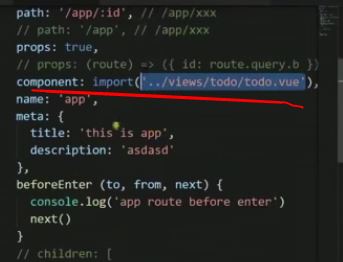 path: '/app/:id', // /app/xxx
// path: '/app', // /app/xxx
props: true,
// props: (route) => ({ id: route.query.b })
component: import('../views/todo/todo.vue'),
name: 'app',
meta: {
title: 'this is app',
description: 'asdasd'
},
beforeEnter (to, from, next) {
console.log('app route before enter')
next()
}
// children: [